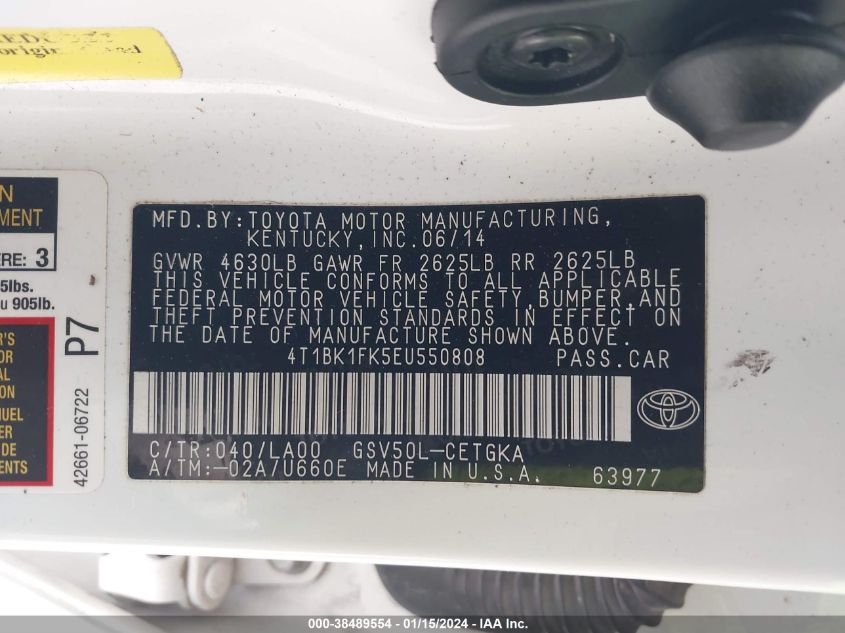 MFD. BY: TOYOTA MOTOR MANUFACTURING,
KENTUCKY, INC. 06/14
GVWR 4630LB GAWR FR 2625LB RR 2625LB
THIS VEHICLE CONFORMS TO ALL APPLICABLE
FEDERAL MOTOR VEHICLE SAFETY, BUMPER, AND
THEFT PREVENTION STANDARDS IN EFFECT ON
THE DATE OF MANUFACTURE SHOWN ABOVE.
4T1BK1FK5EU550808 PASS. CAR
C/TR: 040/LA00 GSV50L-CETGKA
A/TM: -02A/U660E MADE IN U.S.A. 63977
3
905lb.
P7
42661-06722
000-38489554 - 01/15/2024 - IAA Inc.